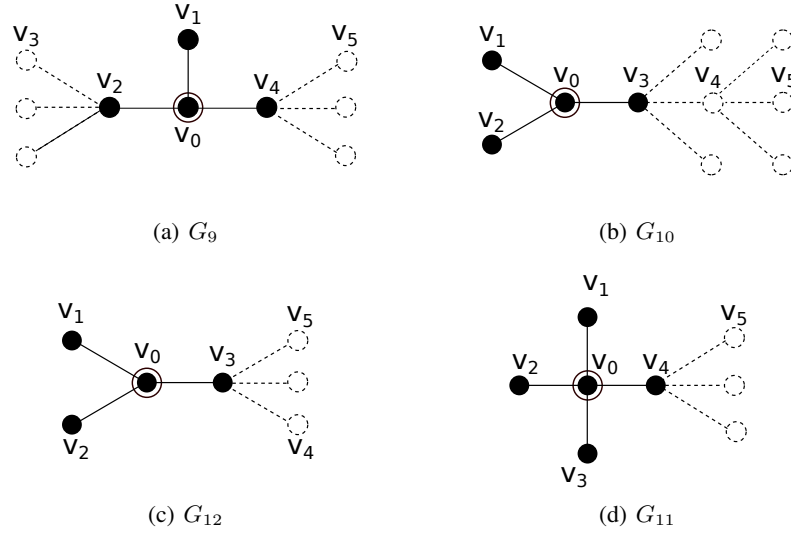 v₁
v₃
v₅
v₂
v₄
v₀
(a) G₉
v₁
v₀
v₃
v₄
v₅
v₂
(b) G₁₀
v₁
v₅
v₀
v₃
v₂
v₄
(c) G₁₂
v₁
v₅
v₂
v₀
v₄
v₃
(d) G₁₁